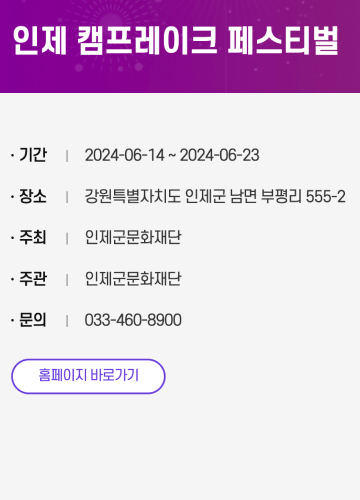 인제 캠프레이크 페스티벌
· 기간 | 2024-06-14 ~ 2024-06-23
· 장소 | 강원특별자치도 인제군 남면 부평리 555-2
· 주최 | 인제군문화재단
· 주관 | 인제군문화재단
· 문의 | 033-460-8900
홈페이지 바로가기